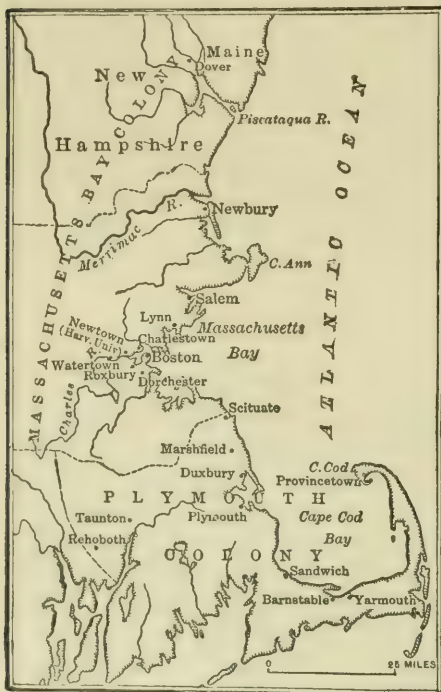 Maine
New
Dover
Piscataqua R.
Hampshire
MASSACHUSETTS BAY COLONY
ATLANTIC OCEAN
Newbury
Merrimac R.
C. Ann
Salem
Lynn
Massachusetts
Bay
Newtown
(Harv. Univ)
Charlestown
Boston
Watertown
Roxbury
Charles R.
Dorchester
Scituate
Marshfield
Duxbury
C. Cod
Provincetown
PLYMOUTH
Plymouth
Cape Cod
Bay
Taunton
Rehoboth
COLONY
Sandwich
Barnstable
Yarmouth
0 25 MILES